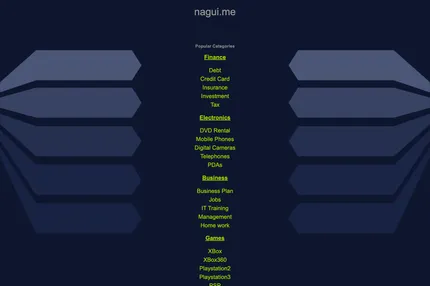 nagui.me
Popular Categories
Finance
Debt
Credit Card
Insurance
Investment
Tax
Electronics
DVD Rental
Mobile Phones
Digital Cameras
Telephones
PDAs
Business
Business Plan
Jobs
IT Training
Management
Home work
Games
XBox
XBox360
Playstation2
Playstation3